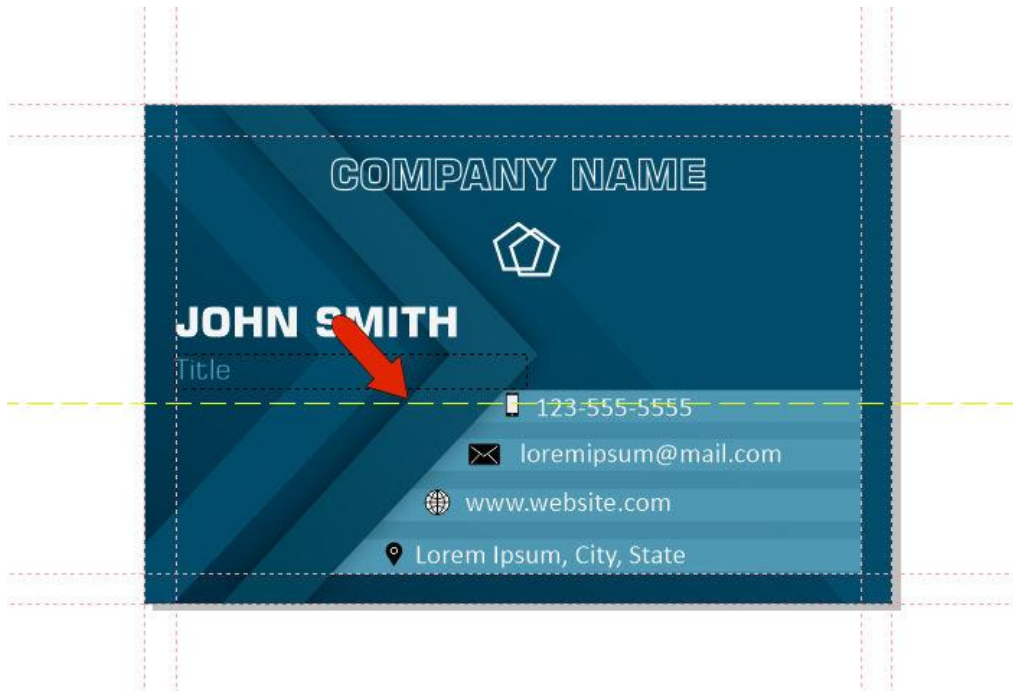 COMPANY NAME
JOHN SMITH
Title
123-555-5555
loremipsum@mail.com
www.website.com
Lorem Ipsum, City, State